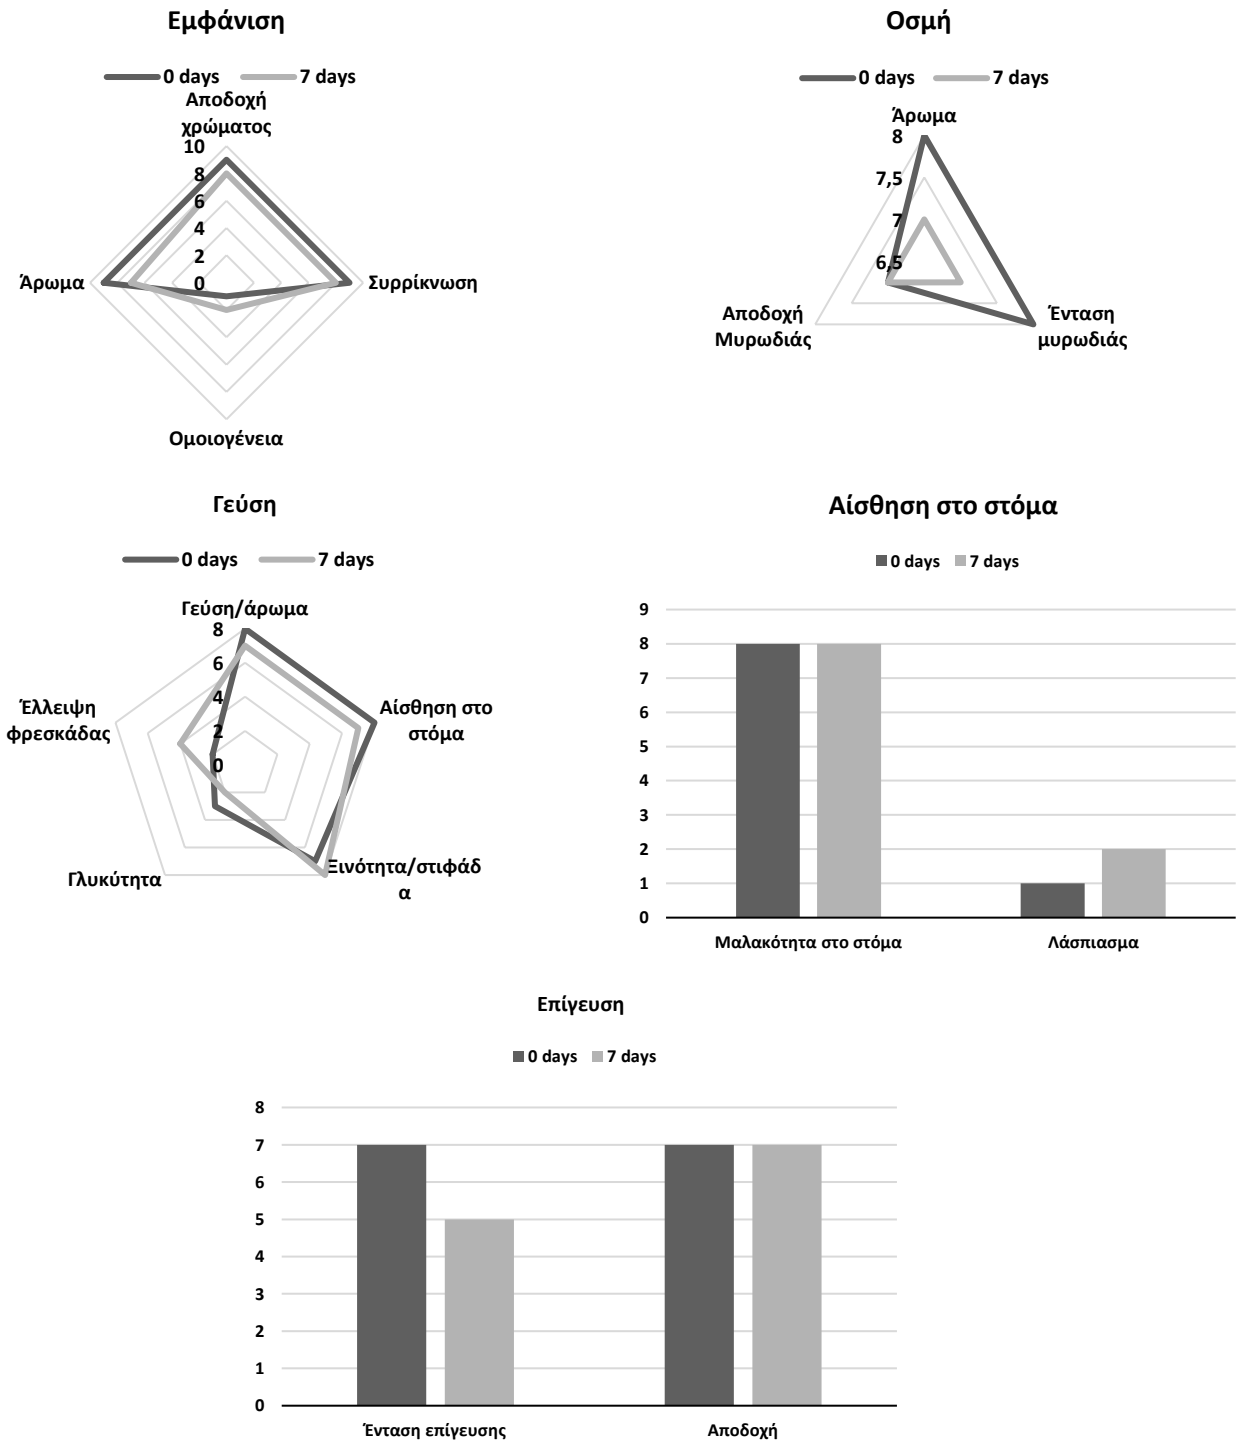 Εμφάνιση
0 days 7 days
Αποδοχή
χρώματος
10
8
6
4
2
0
Άρωμα
Συρρίκνωση
Ομοιογένεια
Οσμή
0 days 7 days
Άρωμα
8
7,5
7
6,5
Αποδοχή
Μυρωδιάς
Ένταση
μυρωδιάς
Γεύση
0 days 7 days
Γεύση/άρωμα
8
6
4
2
0
Έλλειψη
φρεσκάδας
Αίσθηση στο
στόμα
Γλυκύτητα
Ξινότητα/στιφάδ
α
Αίσθηση στο στόμα
0 days 7 days
9
8
7
6
5
4
3
2
1
0
Μαλακότητα στο στόμα Λάσπιασμα
Επίγευση
0 days 7 days
8
7
6
5
4
3
2
1
0
Ένταση επίγευσης Αποδοχή